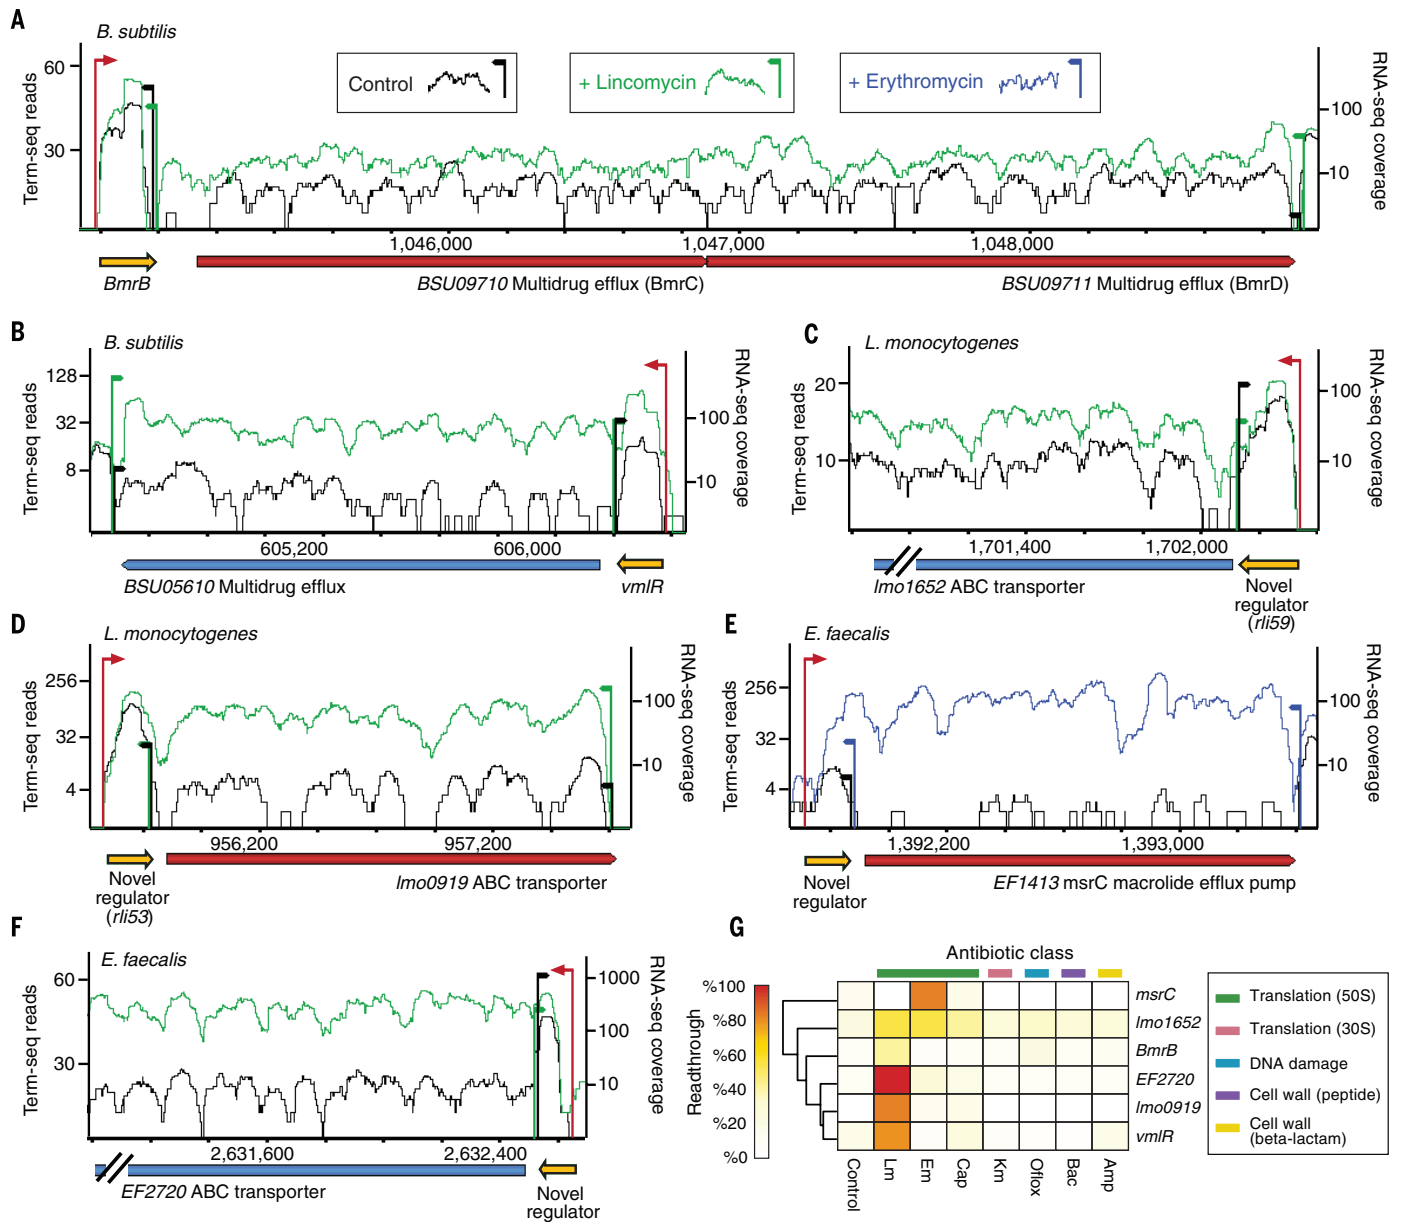 A
B. subtilis
Term-seq reads
60
30
Control
+ Lincomycin
+ Erythromycin
RNA-seq coverage
100
10
1,046,000
1,047,000
1,048,000
BmrB
BSU09710 Multidrug efflux (BmrC)
BSU09711 Multidrug efflux (BmrD)
B
B. subtilis
Term-seq reads
128
32
8
RNA-seq coverage
100
10
605,200
606,000
BSU05610 Multidrug efflux
vmlR
C
L. monocytogenes
Term-seq reads
20
10
RNA-seq coverage
100
10
1,701,400
1,702,000
lmo1652 ABC transporter
Novel
regulator
(rli59)
D
L. monocytogenes
Term-seq reads
256
32
4
RNA-seq coverage
100
10
956,200
957,200
lmo0919 ABC transporter
Novel
regulator
(rli53)
E
E. faecalis
Term-seq reads
256
32
4
RNA-seq coverage
100
10
1,392,200
1,393,000
EF1413 msrC macrolide efflux pump
Novel
regulator
F
E. faecalis
Term-seq reads
60
30
RNA-seq coverage
1000
100
10
2,631,600
2,632,400
EF2720 ABC transporter
Novel
regulator
G
Antibiotic class
Readthrough
%100
%80
%60
%40
%20
%0
msrC
lmo1652
BmrB
EF2720
lmo0919
vmlR
Control
Lm
Em
Cap
Km
Oflox
Bac
Amp
Translation (50S)
Translation (30S)
DNA damage
Cell wall (peptide)
Cell wall
(beta-lactam)